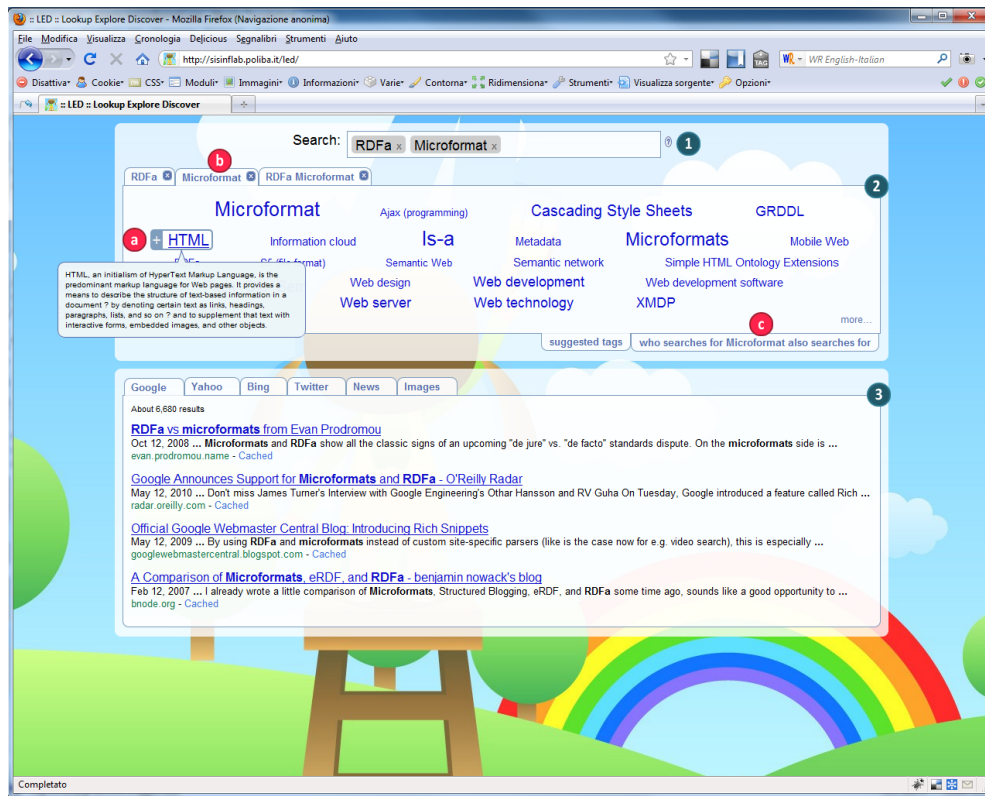 :: LED :: Lookup Explore Discover - Mozilla Firefox (Navigazione anonima)
File Modifica Visualizza Cronologia Delicious Segnalibri Strumenti Aiuto
http://sisinflab.poliba.it/led/ TAG WR WR English-Italian
Disattiva Cookie CSS Moduli Immagini Informazioni Varie Contorna Ridimensiona Strumenti Visualizza sorgente Opzioni
:: LED :: Lookup Explore Discover
Search: RDFa x Microformat x 1
b
RDFa Microformat RDFa Microformat
2
Microformat Ajax (programming) Cascading Style Sheets GRDDL
a + HTML Information cloud Is-a Metadata Microformats Mobile Web
(file format) Semantic Web Semantic network Simple HTML Ontology Extensions
Web design Web development Web development software
Web server Web technology XMDP
HTML, an initialism of HyperText Markup Language, is the
predominant markup language for Web pages. It provides a
means to describe the structure of text-based information in a
document ? by denoting certain text as links, headings,
paragraphs, lists, and so on ? and to supplement that text with
interactive forms, embedded images, and other objects.
more...
c
suggested tags who searches for Microformat also searches for
Google Yahoo Bing Twitter News Images
3
About 6,680 results
RDFa vs microformats from Evan Prodromou
Oct 12, 2008 ... Microformats and RDFa show all the classic signs of an upcoming "de jure" vs. "de facto" standards dispute. On the microformats side is ...
evan.prodromou.name - Cached
Google Announces Support for Microformats and RDFa - O'Reilly Radar
May 12, 2010 ... Don't miss James Turner's Interview with Google Engineering's Othar Hansson and RV Guha On Tuesday, Google introduced a feature called Rich ...
radar.oreilly.com - Cached
Official Google Webmaster Central Blog: Introducing Rich Snippets
May 12, 2009 ... By using RDFa and microformats instead of custom site-specific parsers (like is the case now for e.g. video search), this is especially ...
googlewebmastercentral.blogspot.com - Cached
A Comparison of Microformats, eRDF, and RDFa - benjamin nowack's blog
Feb 12, 2007 ... I already wrote a little comparison of Microformats, Structured Blogging, eRDF, and RDFa some time ago, sounds like a good opportunity to ...
bnode.org - Cached
Completato